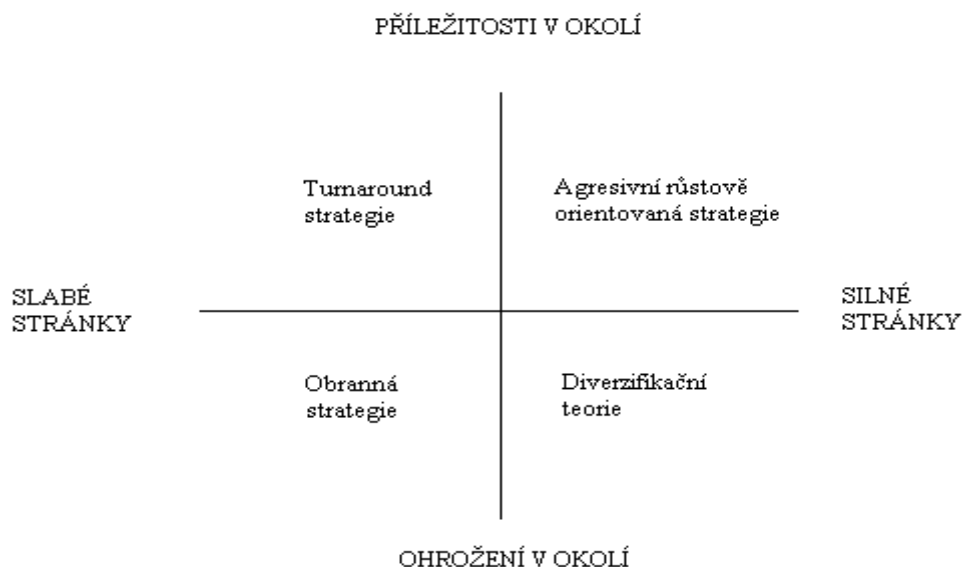 PŘÍLEŽITOSTI V OKOLÍ
Turnaround
strategie
Agresivní růstově
orientovaná strategie
SLABÉ
STRÁNKY
SILNÉ
STRÁNKY
Obranná
strategie
Diverzifikační
teorie
OHROŽENÍ V OKOLÍ